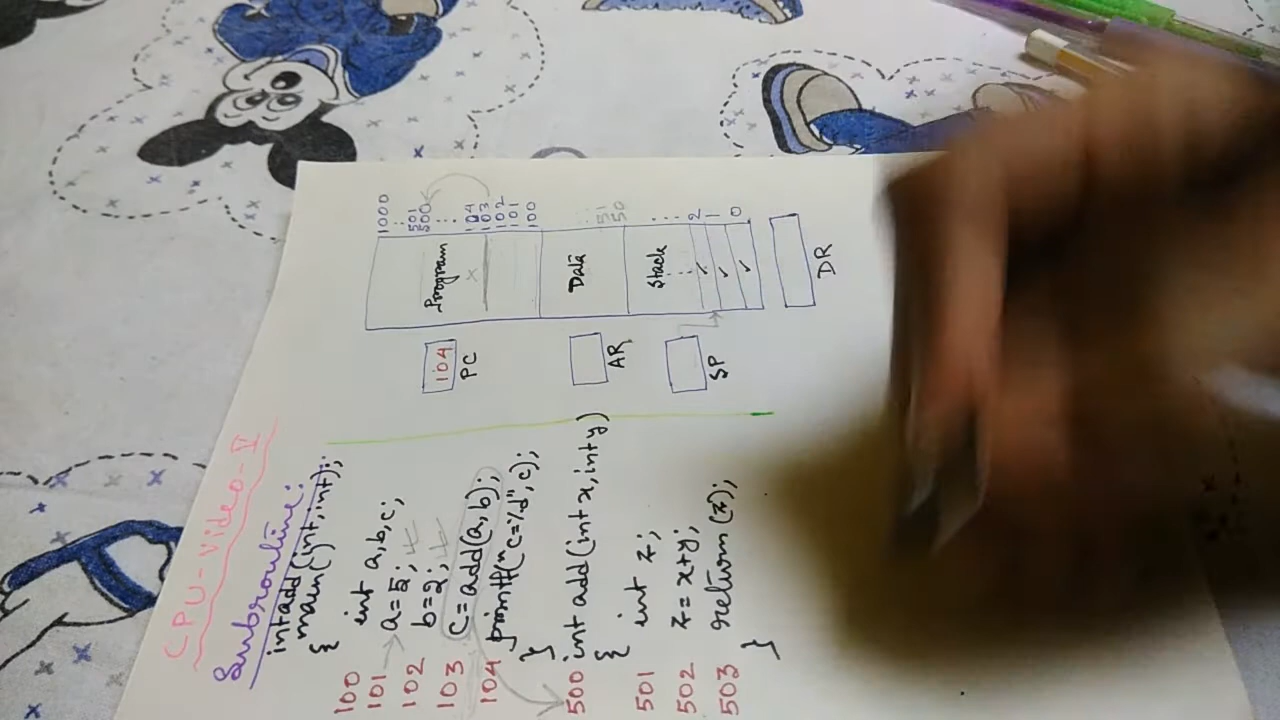 CPU-Video-V
Subroutine:
int add(int, int);
main()
{
100 int a,b,c;
101 a=5;
102 b=2;
103 c=add(a,b);
104 printf("c=%d",c);
}
500 int add(int x, int y)
{
501 int z;
502 z=x+y;
503 return(z);
}
104
PC
AR
SP
Program
Data
Stack
1000
:
501
500
:
104
103
102
101
100
51
50
:
2
1
0
DR